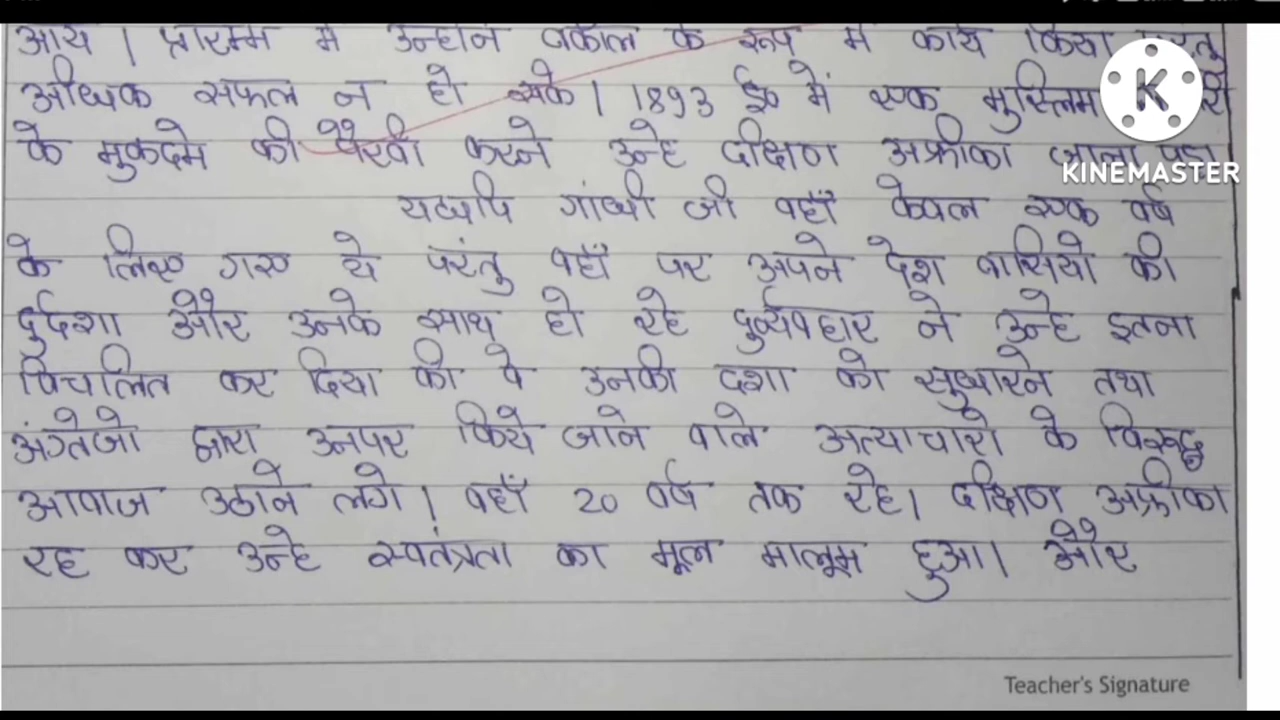 आये। प्रारम्भ में उन्होने वकील के रूप में कार्य किया परंतु
अधिक सफल न हो सके। 1893 ई० में एक मुस्लिम
के मुकदमे की पैरवी करने उन्हे दक्षिण अफ्रीका जाना पड़ा
यद्यपि गांधी जी वहाँ केवल एक वर्ष
के लिए गए थे परंतु वहाँ पर अपने देश वासियो की
दुर्दशा और उनके साथ हो रहे दुर्व्यवहार ने उन्हे इतना
विचलित कर दिया की वे उनकी दशा को सुधारने तथा
अंग्रेजो द्वारा उनपर किये जाने वाले अत्याचारो के विरूद्ध
आवाज उठाने लगे। वहाँ 20 वर्ष तक रहे। दक्षिण अफ्रीका
रह कर उन्हे स्वतंत्रता का मूल मालूम हुआ। और
Teacher's Signature
K
KINEMASTER